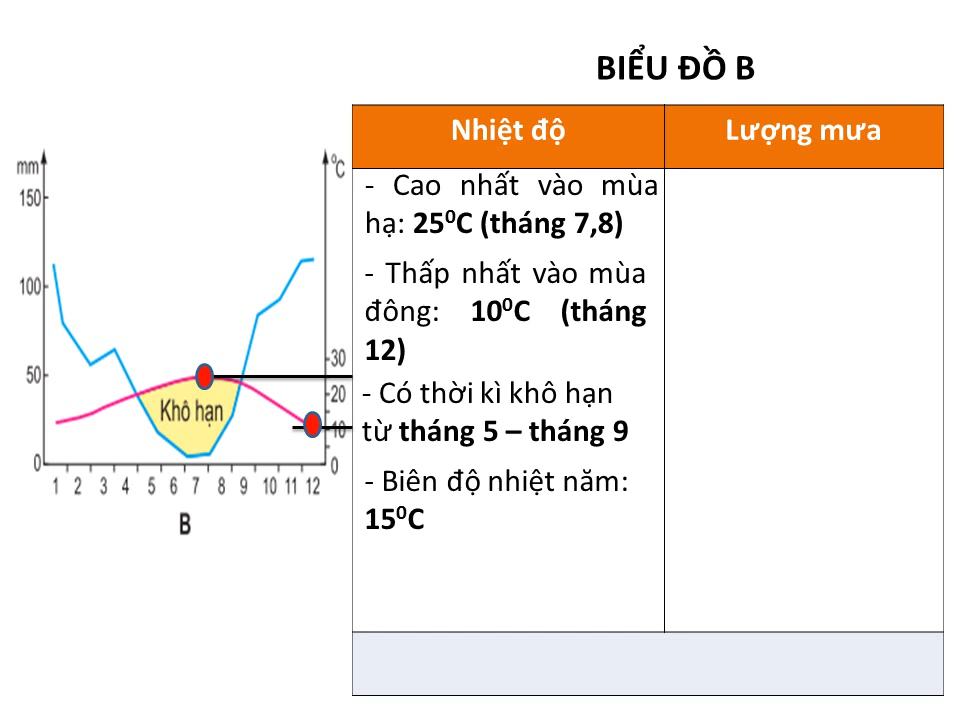 BIỂU ĐỒ B
Nhiệt độ
Lượng mưa
- Cao nhất vào mùa
hạ: 25⁰C (tháng 7,8)
- Thấp nhất vào mùa
đông: 10⁰C (tháng
12)
- Có thời kì khô hạn
từ tháng 5 – tháng 9
- Biên độ nhiệt năm:
15⁰C
mm
⁰C
150
100
50
0
30
20
10
0
Khô hạn
1 2 3 4 5 6 7 8 9 10 11 12
B